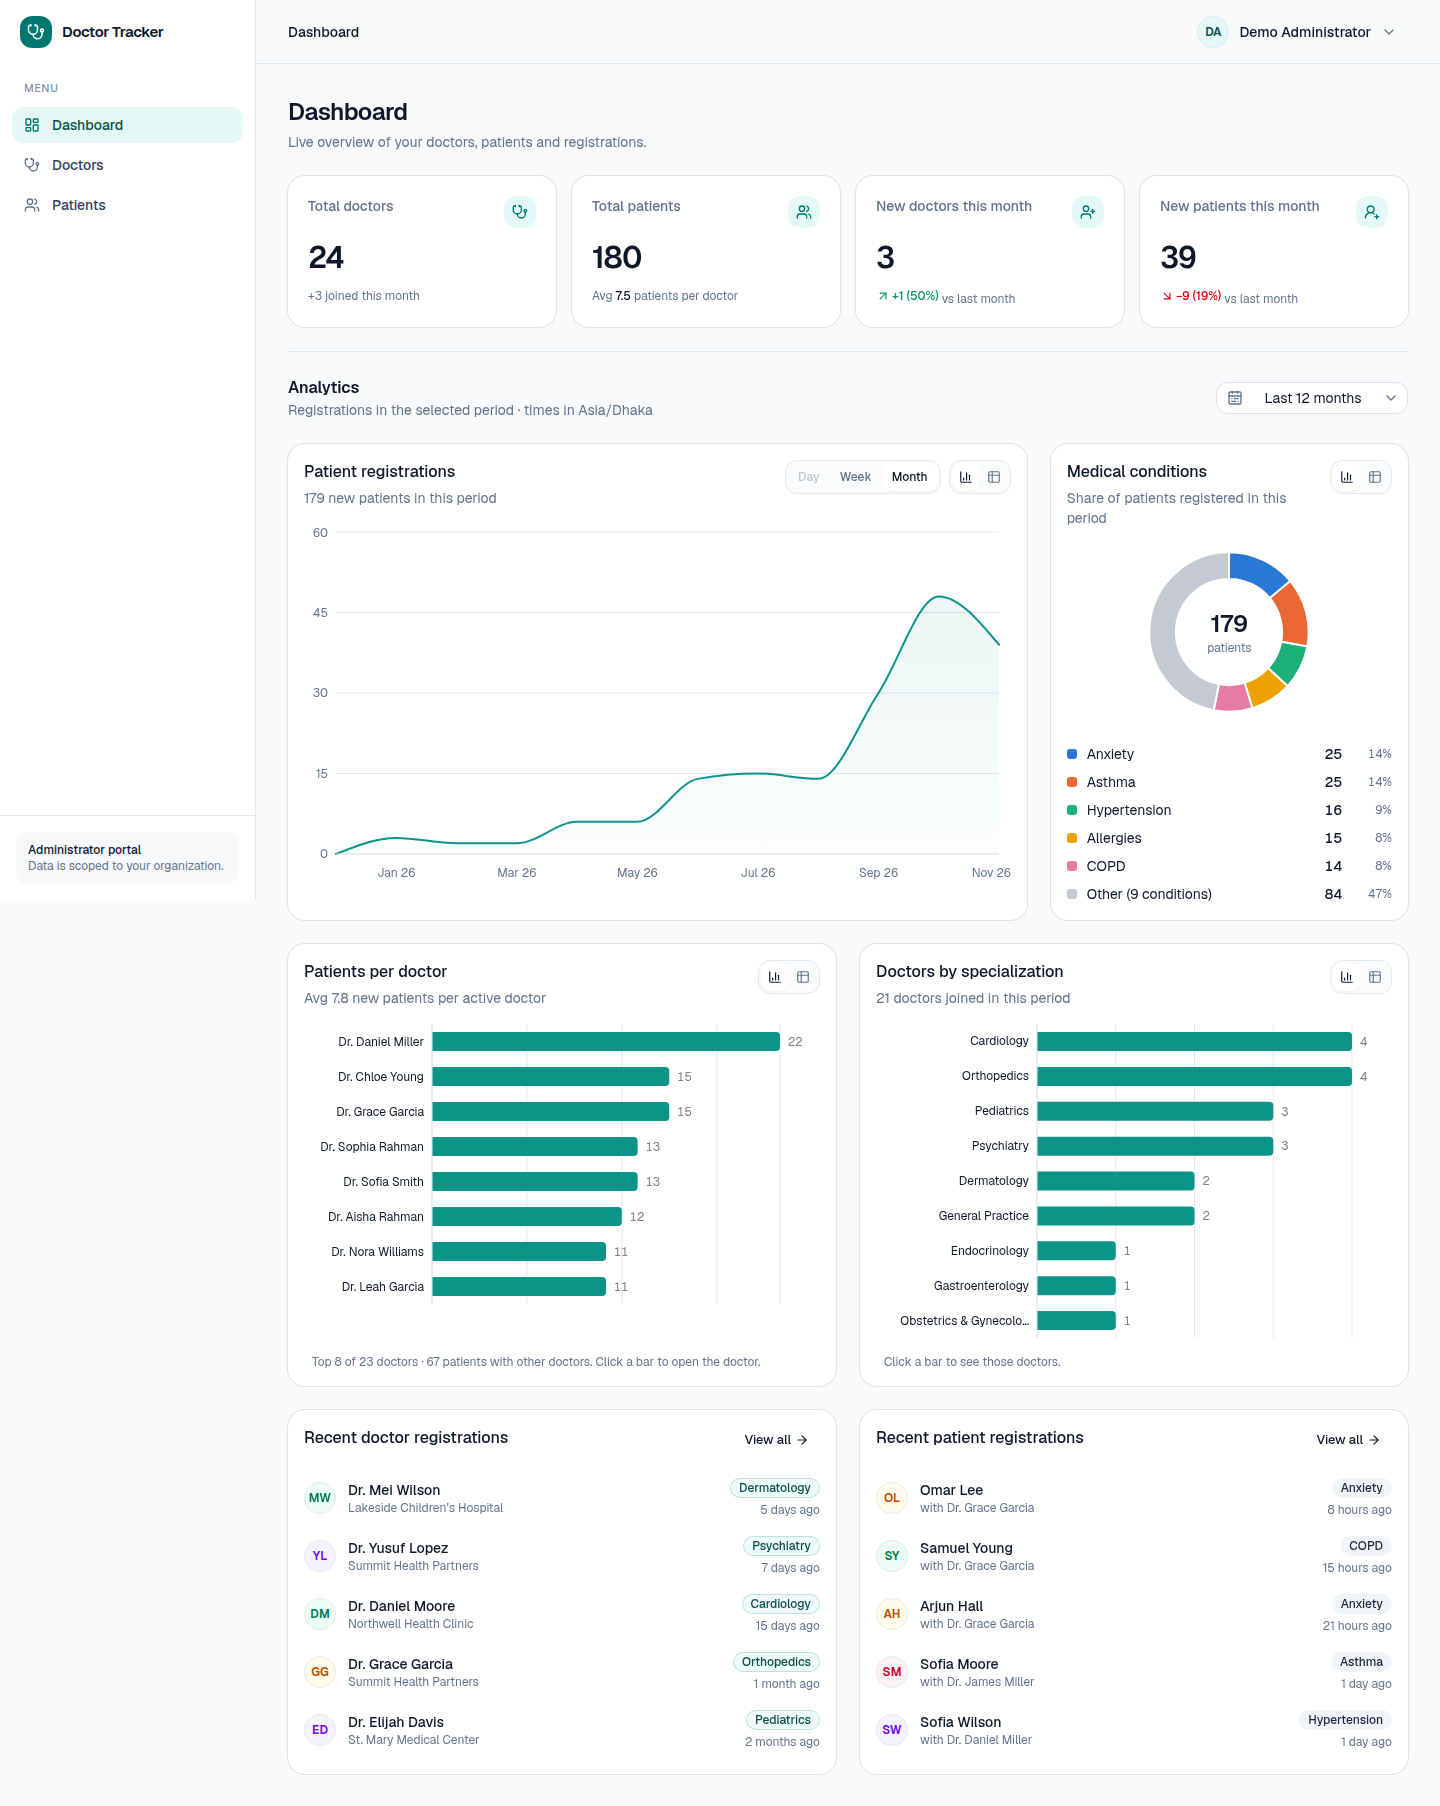 Doctor Tracker
MENU
Dashboard
Doctors
Patients
Administrator portal
Data is scoped to your organization.
Dashboard
DA Demo Administrator
Dashboard
Live overview of your doctors, patients and registrations.
Total doctors
24
+3 joined this month
Total patients
180
Avg 7.5 patients per doctor
New doctors this month
3
+1 (50%) vs last month
New patients this month
39
−9 (19%) vs last month
Analytics
Registrations in the selected period · times in Asia/Dhaka
Last 12 months
Patient registrations
179 new patients in this period
Day Week Month
60
45
30
15
0
Jan 26 Mar 26 May 26 Jul 26 Sep 26 Nov 26
Medical conditions
Share of patients registered in this
period
179
patients
Anxiety 25 14%
Asthma 25 14%
Hypertension 16 9%
Allergies 15 8%
COPD 14 8%
Other (9 conditions) 84 47%
Patients per doctor
Avg 7.8 new patients per active doctor
Dr. Daniel Miller 22
Dr. Chloe Young 15
Dr. Grace Garcia 15
Dr. Sophia Rahman 13
Dr. Sofia Smith 13
Dr. Aisha Rahman 12
Dr. Nora Williams 11
Dr. Leah Garcia 11
Top 8 of 23 doctors · 67 patients with other doctors. Click a bar to open the doctor.
Doctors by specialization
21 doctors joined in this period
Cardiology 4
Orthopedics 4
Pediatrics 3
Psychiatry 3
Dermatology 2
General Practice 2
Endocrinology 1
Gastroenterology 1
Obstetrics & Gynecolo... 1
Click a bar to see those doctors.
Recent doctor registrations
View all
MW Dr. Mei Wilson Dermatology
Lakeside Children's Hospital 5 days ago
YL Dr. Yusuf Lopez Psychiatry
Summit Health Partners 7 days ago
DM Dr. Daniel Moore Cardiology
Northwell Health Clinic 15 days ago
GG Dr. Grace Garcia Orthopedics
Summit Health Partners 1 month ago
ED Dr. Elijah Davis Pediatrics
St. Mary Medical Center 2 months ago
Recent patient registrations
View all
OL Omar Lee Anxiety
with Dr. Grace Garcia 8 hours ago
SY Samuel Young COPD
with Dr. Grace Garcia 15 hours ago
AH Arjun Hall Anxiety
with Dr. Grace Garcia 21 hours ago
SM Sofia Moore Asthma
with Dr. James Miller 1 day ago
SW Sofia Wilson Hypertension
with Dr. Daniel Miller 1 day ago